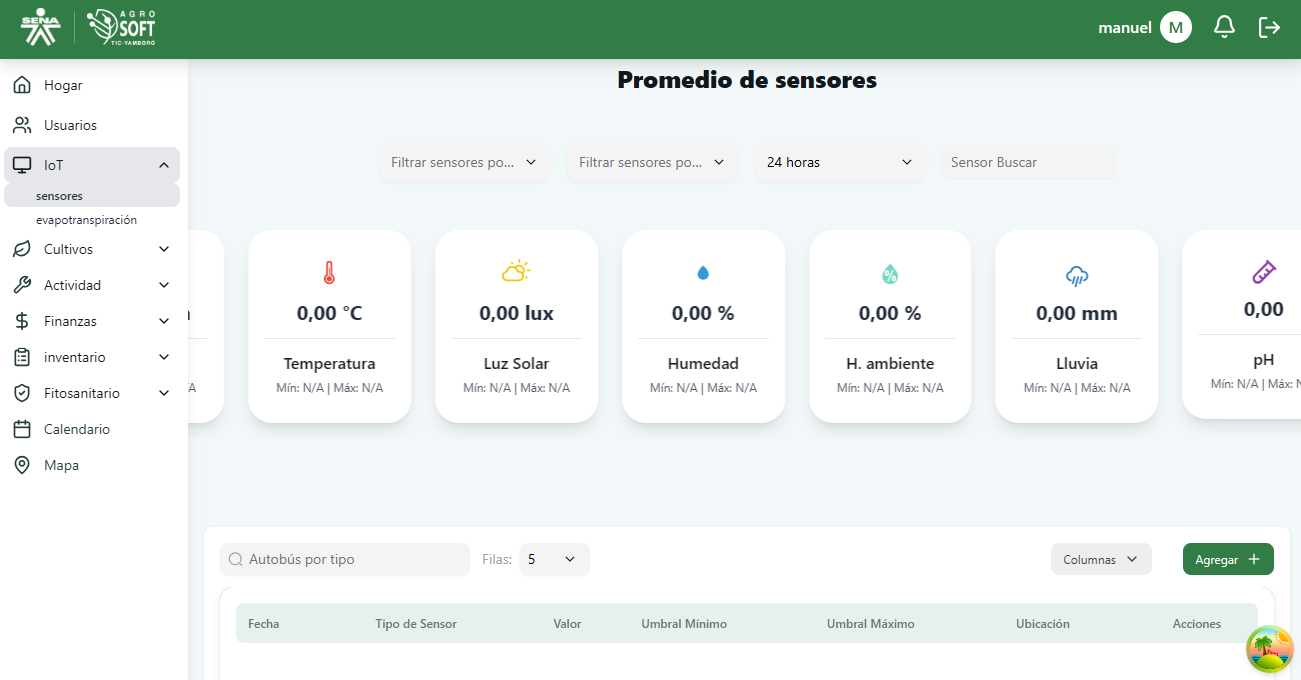 SENA
AGRO
SOFT
TIC-YAMBORÓ
manuel
M
Hogar
Usuarios
IoT
sensores
evapotranspiración
Cultivos
Actividad
Finanzas
inventario
Fitosanitario
Calendario
Mapa
Promedio de sensores
Filtrar sensores po...
Filtrar sensores po...
24 horas
Sensor Buscar
0,00 °C
Temperatura
Mín: N/A | Máx: N/A
0,00 lux
Luz Solar
Mín: N/A | Máx: N/A
0,00 %
Humedad
Mín: N/A | Máx: N/A
0,00 %
H. ambiente
Mín: N/A | Máx: N/A
0,00 mm
Lluvia
Mín: N/A | Máx: N/A
0,00
pH
Mín: N/A | Máx:
Autobús por tipo
Filas:
5
Columnas
Agregar
Fecha
Tipo de Sensor
Valor
Umbral Mínimo
Umbral Máximo
Ubicación
Acciones